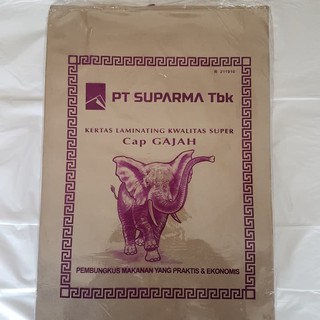 PT SUPARMA Tbk
KERTAS LAMINATING KWALITAS SUPER
Cap GAJAH
PEMBUNGKUS MAKANAN YANG PRAKTIS & EKONOMIS